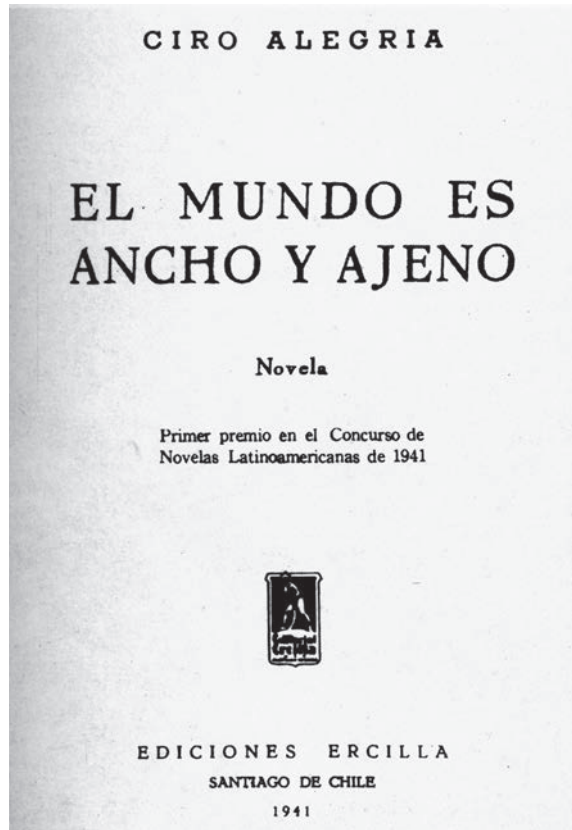 CIRO ALEGRIA
EL MUNDO ES
ANCHO Y AJENO
Novela
Primer premio en el Concurso de
Novelas Latinoamericanas de 1941
EDICIONES ERCILLA
SANTIAGO DE CHILE
1941